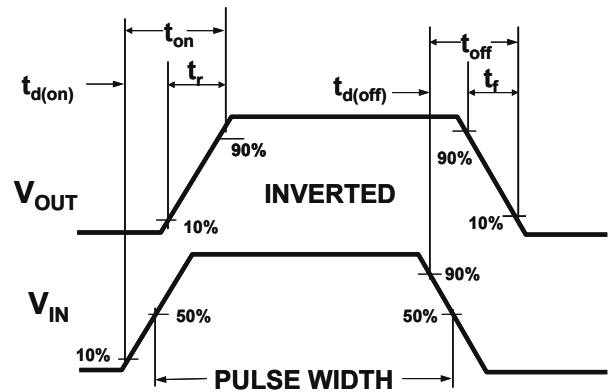 t_on
t_off
t_d(on)
t_r
t_d(off)
t_f
90%
90%
V_OUT
INVERTED
10%
10%
90%
V_IN
50%
50%
10%
PULSE WIDTH